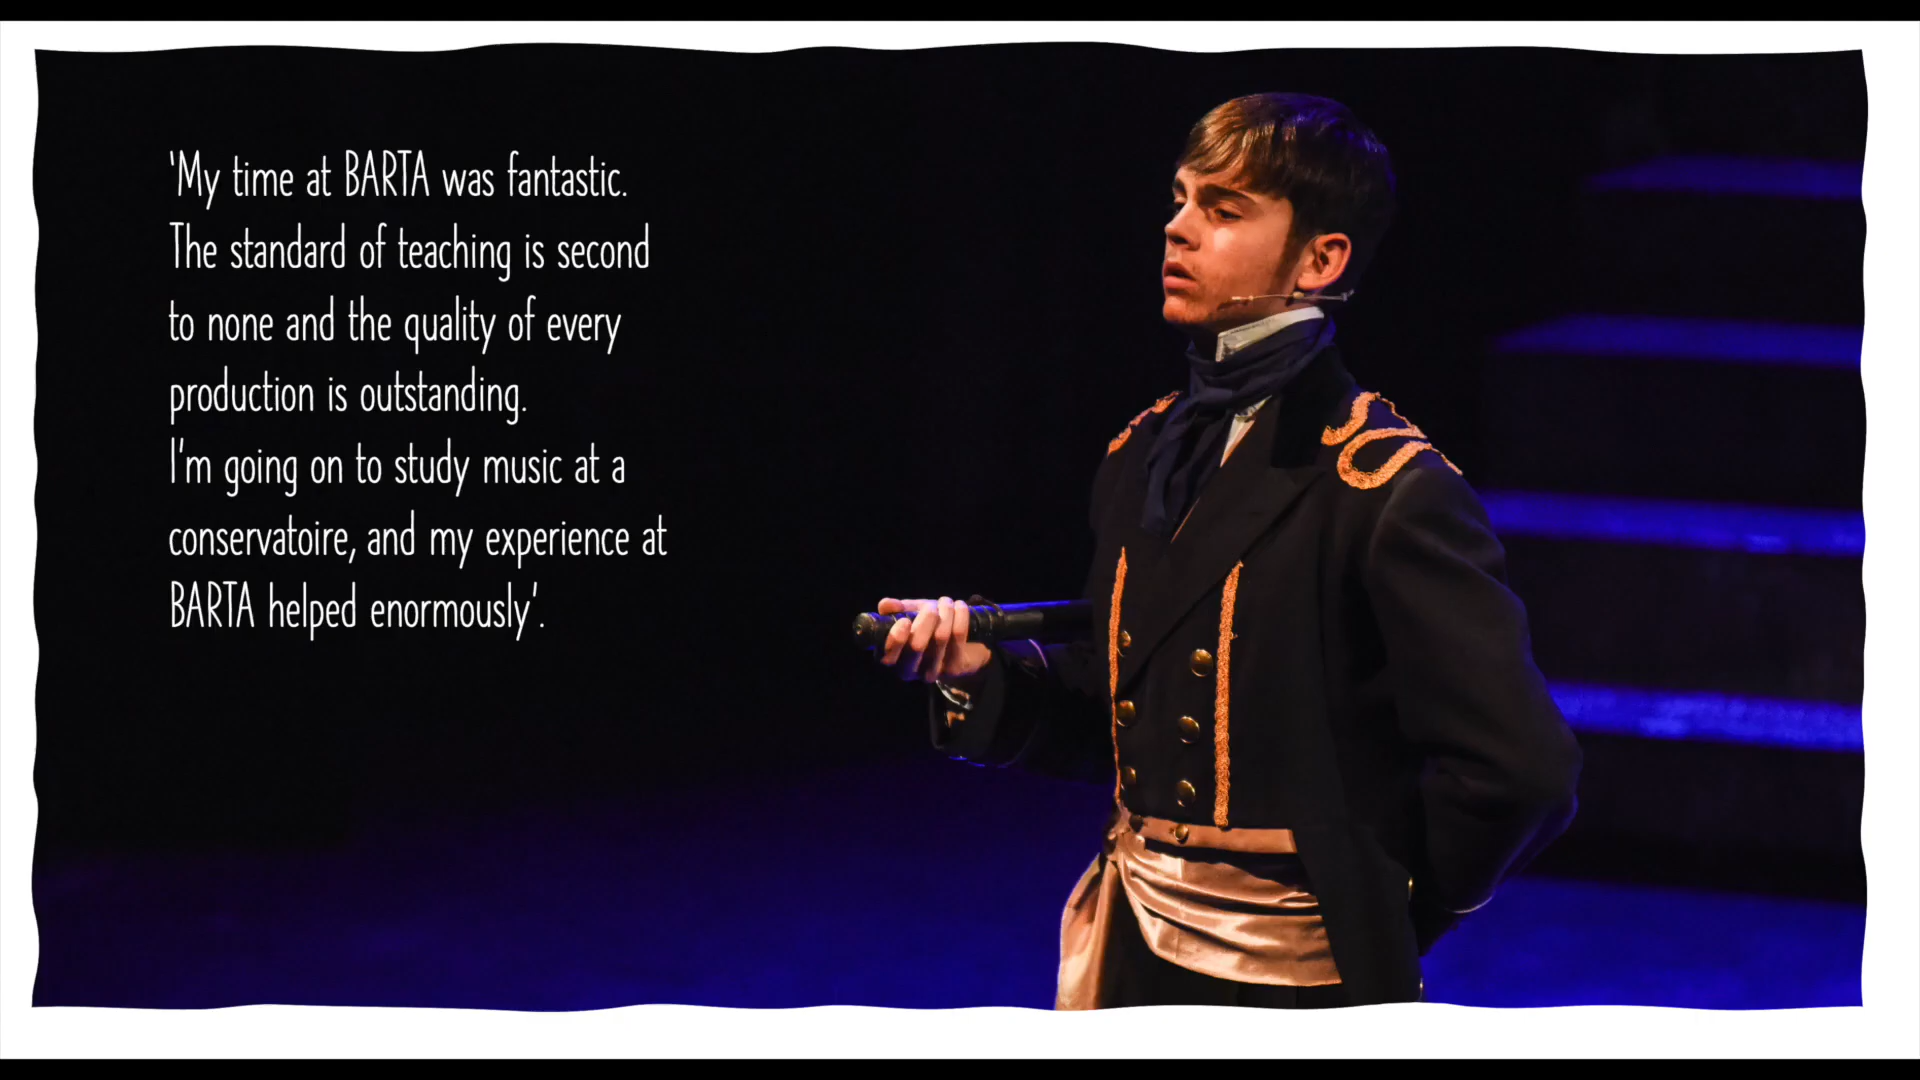 ‘My time at BARTA was fantastic.
The standard of teaching is second
to none and the quality of every
production is outstanding.
I'm going on to study music at a
conservatoire, and my experience at
BARTA helped enormously’.